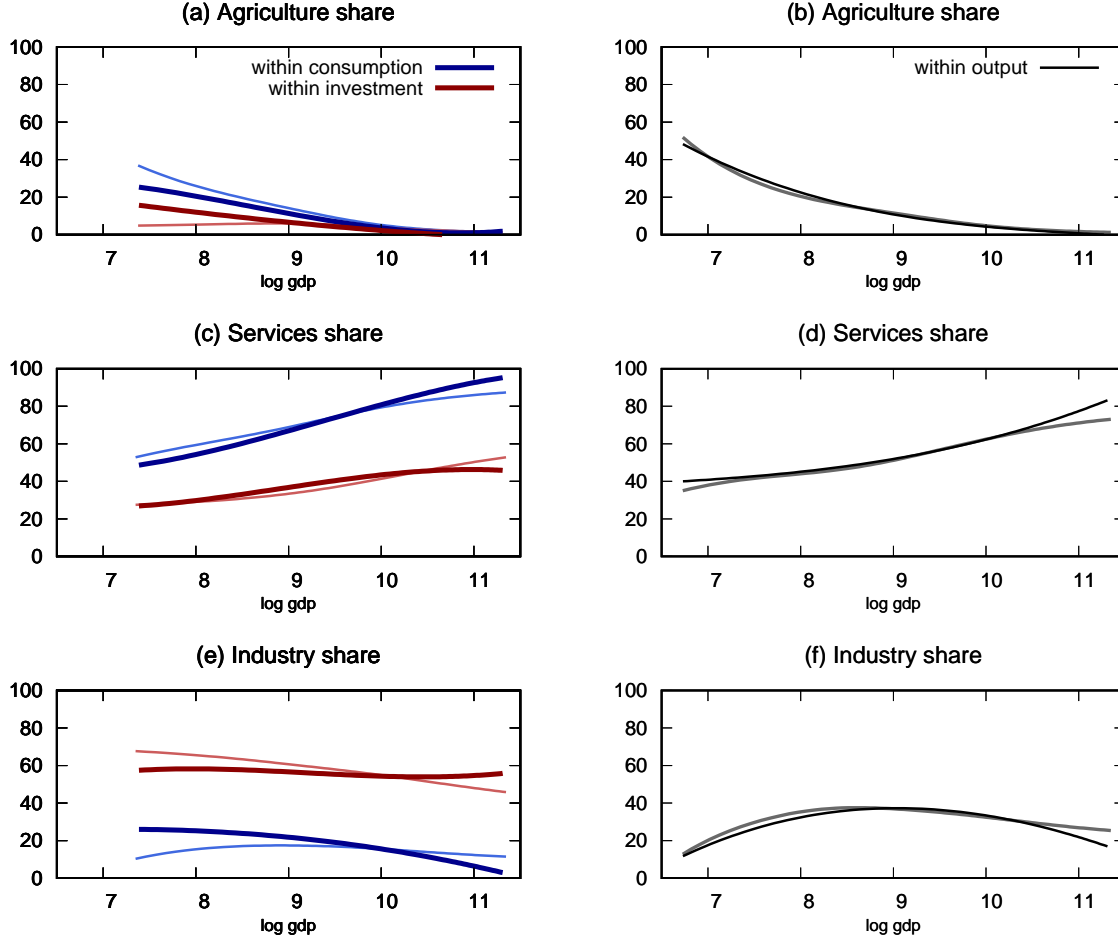 (a) Agriculture share
100
80
60
40
20
0
within consumption
within investment
7 8 9 10 11
log gdp
(b) Agriculture share
100
80
60
40
20
0
within output
7 8 9 10 11
log gdp
(c) Services share
100
80
60
40
20
0
7 8 9 10 11
log gdp
(d) Services share
100
80
60
40
20
0
7 8 9 10 11
log gdp
(e) Industry share
100
80
60
40
20
0
7 8 9 10 11
log gdp
(f) Industry share
100
80
60
40
20
0
7 8 9 10 11
log gdp